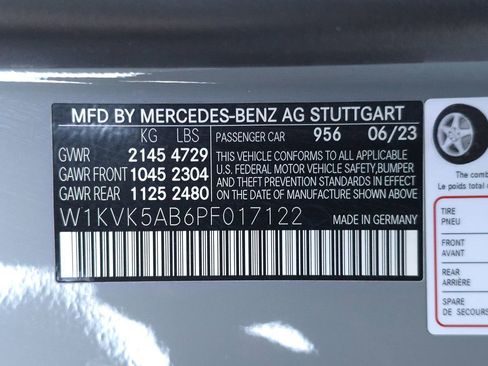 MFD BY MERCEDES-BENZ AG STUTTGART
KG LBS PASSENGER CAR 956 06/23
GVWR 2145 4729
GAWR FRONT 1045 2304
GAWR REAR 1125 2480
THIS VEHICLE CONFORMS TO ALL APPLICABLE
U.S. FEDERAL MOTOR VEHICLE SAFETY,BUMPER
AND THEFT PREVENTION STANDARDS IN EFFECT
ON THE DATE OF MANUFACTURE SHOWN ABOVE.
W1KVK5AB6PF017122 MADE IN GERMANY
The comb
Le poids total
TIRE
PNEU
FRONT
AVANT
REAR
ARRIÈRE
SPARE
DE SECOURS